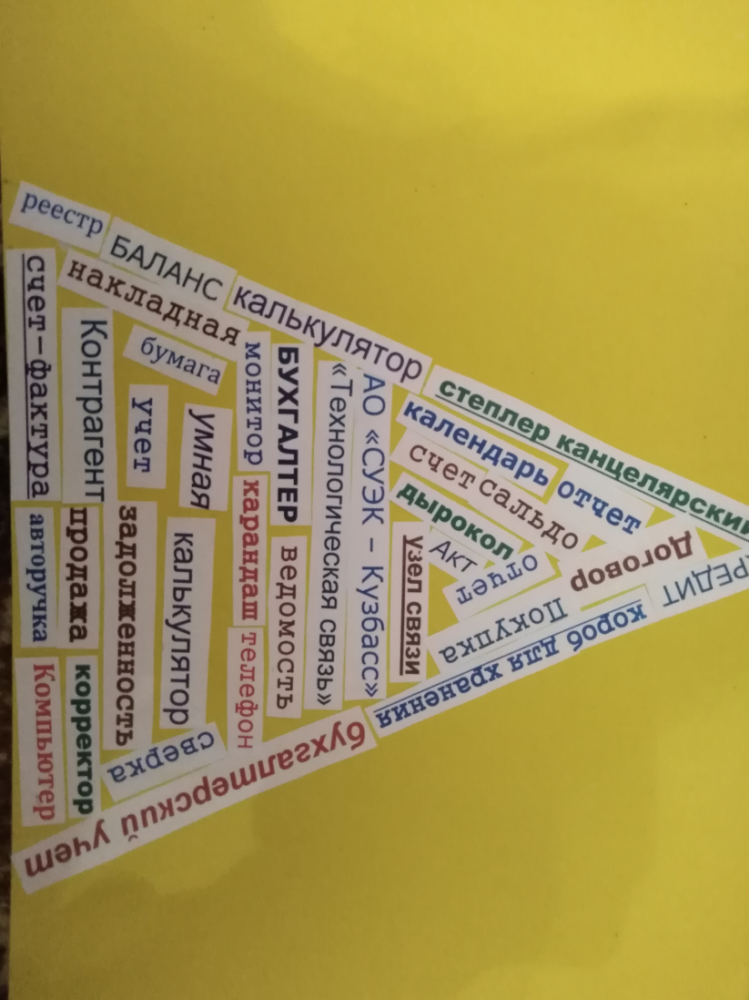 реестр
БАЛАНС
калькулятор
степлер канцелярский
накладная
календарь
отчет
бумага
счет
сальдо
дырокол
Акт
отчет
Договор
КРЕДИТ
Покупка
короб для хранения
узел связи
АО «СУЭК – Кузбасс»
«Технологическая связь»
БУХГАЛТЕР
ведомость
монитор
карандаш
телефон
умная
калькулятор
учет
задолженность
сверка
Контрагент
продажа
корректор
счет-фактура
авторучка
Компьютер
бухгалтерский учет